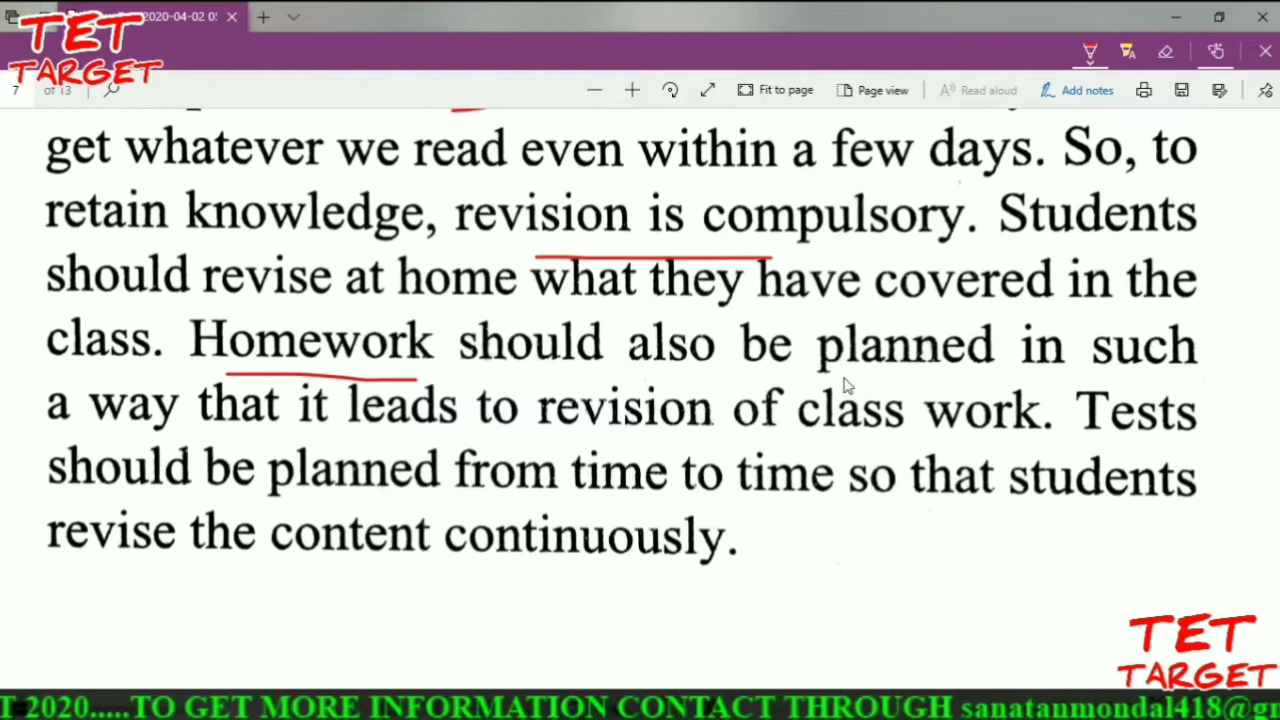 2020-04-02 0
TET
TARGET
7 of 13
Fit to page
Page view
Read aloud
Add notes
get whatever we read even within a few days. So, to
retain knowledge, revision is compulsory. Students
should revise at home what they have covered in the
class. Homework should also be planned in such
a way that it leads to revision of class work. Tests
should be planned from time to time so that students
revise the content continuously.
TET
TARGET
T 2020.....TO GET MORE INFORMATION CONTACT THROUGH sanatanmondal418@g